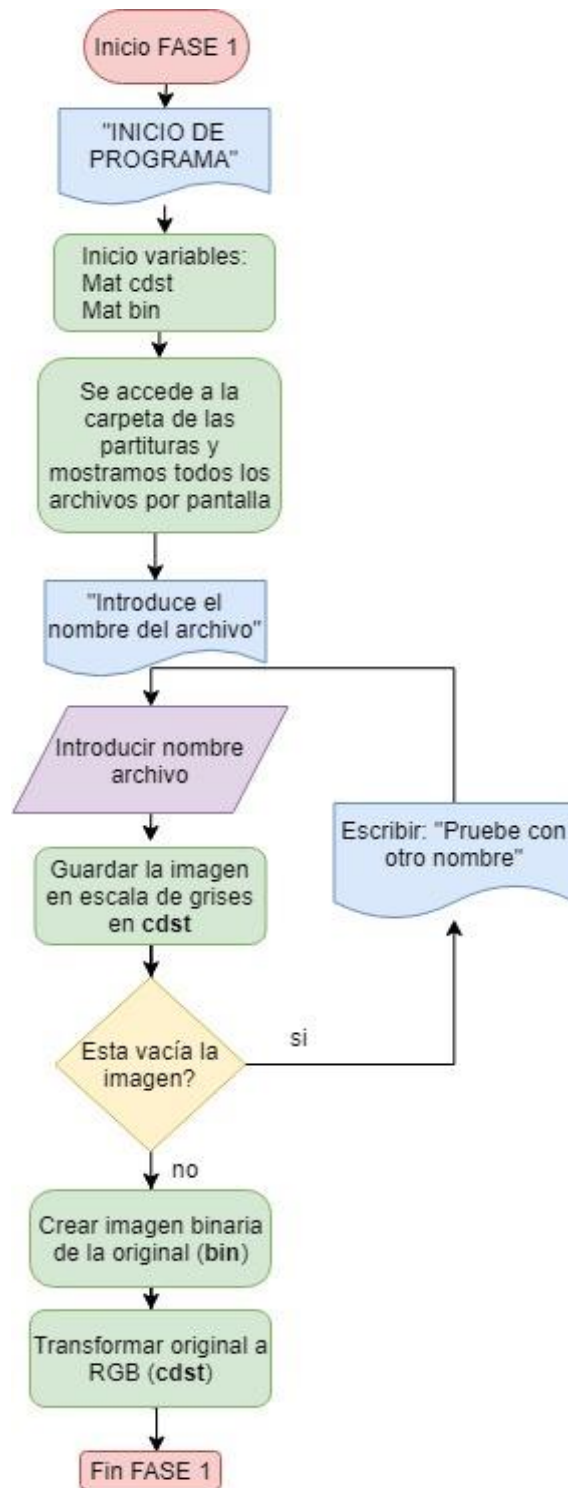 Inicio FASE 1
"INICIO DE
PROGRAMA"
Inicio variables:
Mat cdst
Mat bin
Se accede a la
carpeta de las
partituras y
mostramos todos los
archivos por pantalla
"Introduce el
nombre del archivo"
Introducir nombre
archivo
Escribir: "Pruebe con
otro nombre"
Guardar la imagen
en escala de grises
en cdst
Esta vacía la
imagen?
si
no
Crear imagen binaria
de la original (bin)
Transformar original a
RGB (cdst)
Fin FASE 1